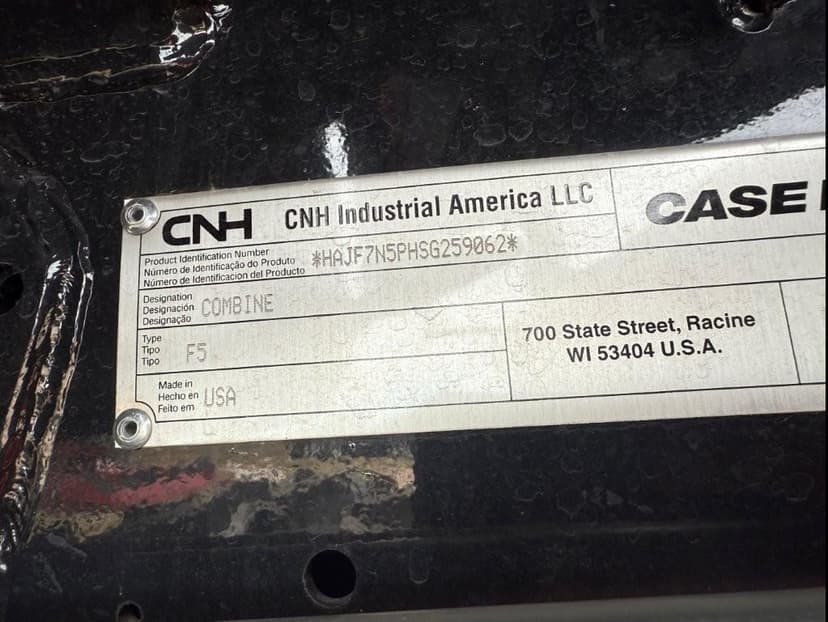 CNH CNH Industrial America LLC CASE
Product Identification Number
Número de Identificação do Produto
Número de Identificacion del Producto
*HAJF7N5PHSG259062*
Designation
Designación
Designação
COMBINE
Type
Tipo
Tipo
F5
700 State Street, Racine
WI 53404 U.S.A.
Made in
Hecho en
Feito em
USA